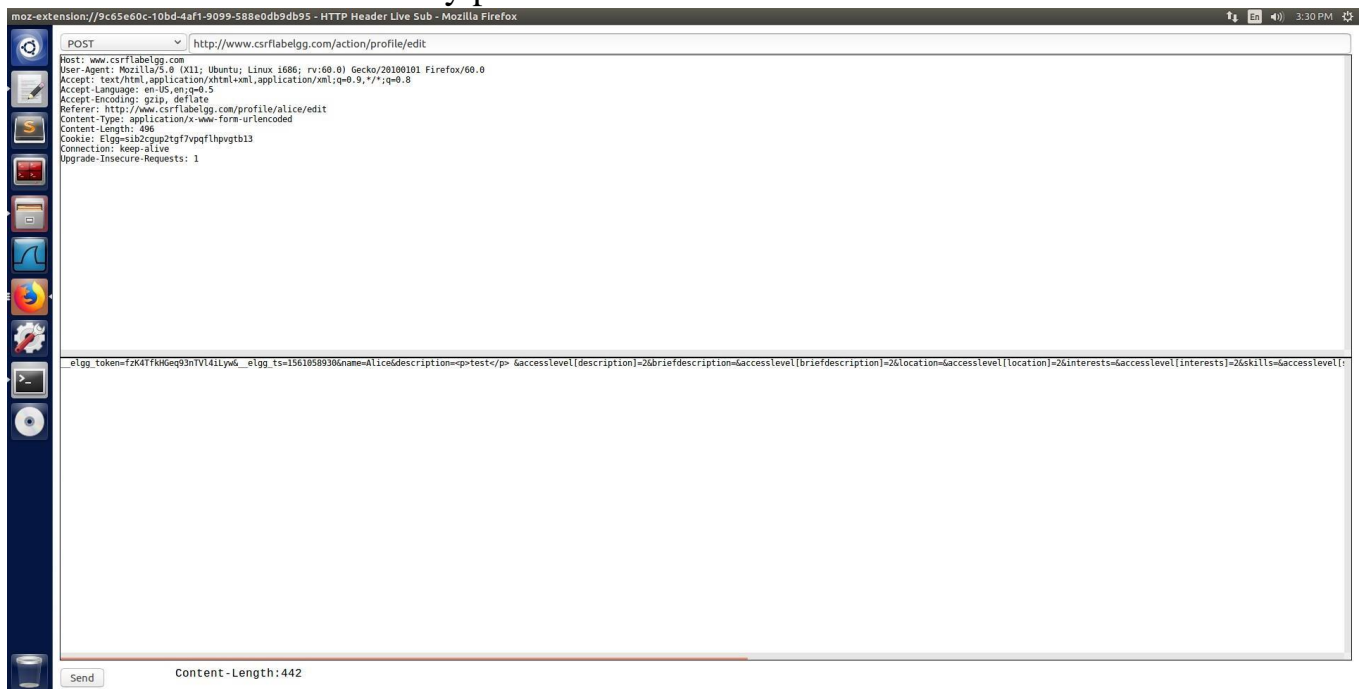 moz-extension://9c65e60c-10bd-4af1-9099-588e0db9db95 - HTTP Header Live Sub - Mozilla Firefox
En 3:30 PM
POST http://www.csrflabelgg.com/action/profile/edit
Host: www.csrflabelgg.com
User-Agent: Mozilla/5.0 (X11; Ubuntu; Linux i686; rv:60.0) Gecko/20100101 Firefox/60.0
Accept: text/html,application/xhtml+xml,application/xml;q=0.9,*/*;q=0.8
Accept-Language: en-US,en;q=0.5
Accept-Encoding: gzip, deflate
Referer: http://www.csrflabelgg.com/profile/alice/edit
Content-Type: application/x-www-form-urlencoded
Content-Length: 496
Cookie: Elgg=sib2cgup2tgf7vpqflhpvgtb13
Connection: keep-alive
Upgrade-Insecure-Requests: 1
__elgg_token=fzK4TfkHGeq93nTVl4iLyw&__elgg_ts=1561058930&name=Alice&description=<p>test</p> &accesslevel[description]=2&briefdescription=&accesslevel[briefdescription]=2&location=&accesslevel[location]=2&interests=&accesslevel[interests]=2&skills=&accesslevel[
Send Content-Length:442